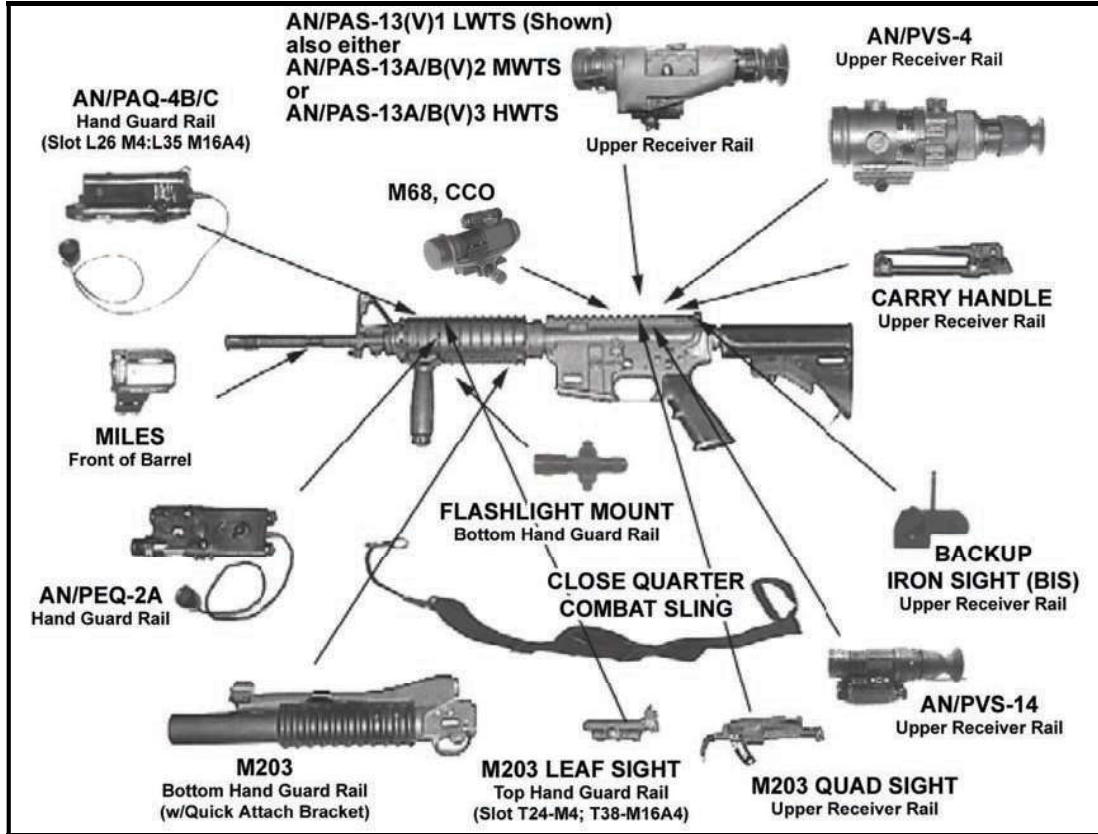 AN/PAS-13(V)1 LWTS (Shown)
also either
AN/PAS-13A/B(V)2 MWTS
or
AN/PAS-13A/B(V)3 HWTS
Upper Receiver Rail
AN/PVS-4
Upper Receiver Rail
AN/PAQ-4B/C
Hand Guard Rail
(Slot L26 M4:L35 M16A4)
M68, CCO
CARRY HANDLE
Upper Receiver Rail
MILES
Front of Barrel
FLASHLIGHT MOUNT
Bottom Hand Guard Rail
BACKUP
IRON SIGHT (BIS)
Upper Receiver Rail
AN/PEQ-2A
Hand Guard Rail
CLOSE QUARTER
COMBAT SLING
AN/PVS-14
Upper Receiver Rail
M203
Bottom Hand Guard Rail
(w/Quick Attach Bracket)
M203 LEAF SIGHT
Top Hand Guard Rail
(Slot T24-M4; T38-M16A4)
M203 QUAD SIGHT
Upper Receiver Rail